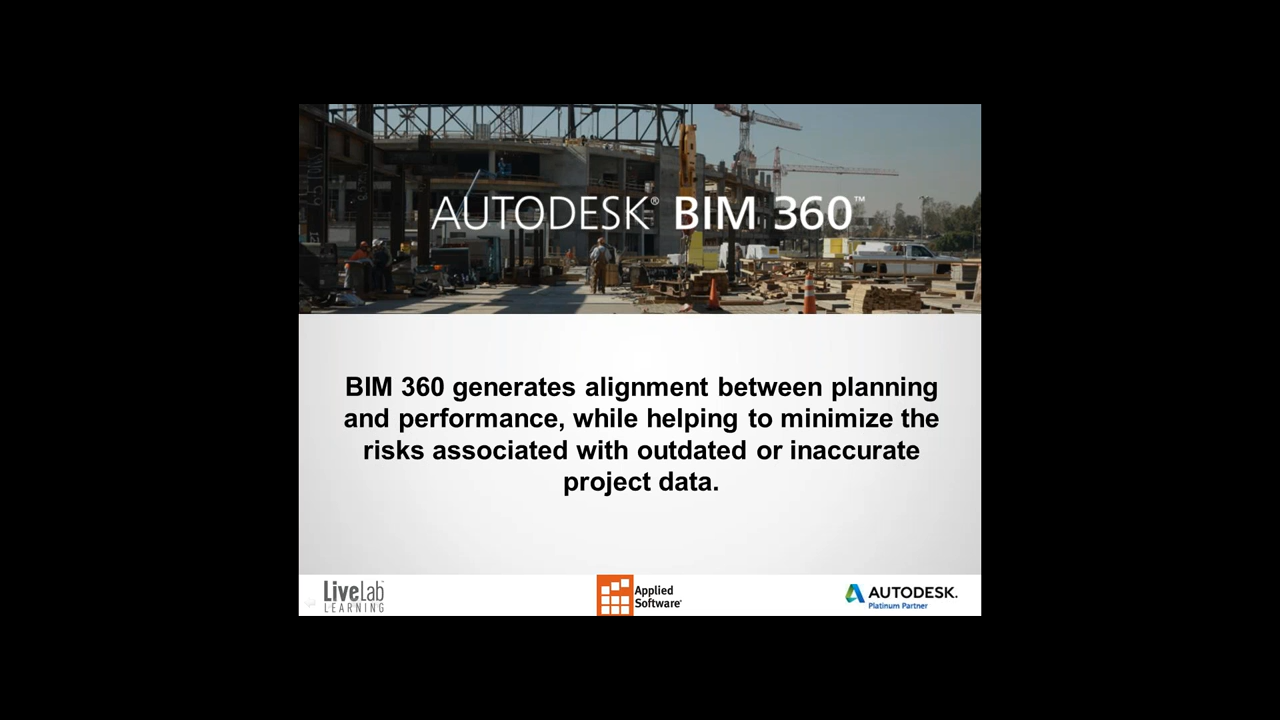 AUTODESK® BIM 360™
BIM 360 generates alignment between planning
and performance, while helping to minimize the
risks associated with outdated or inaccurate
project data.
LiveLab
LEARNING
Applied
Software
AUTODESK.
Platinum Partner